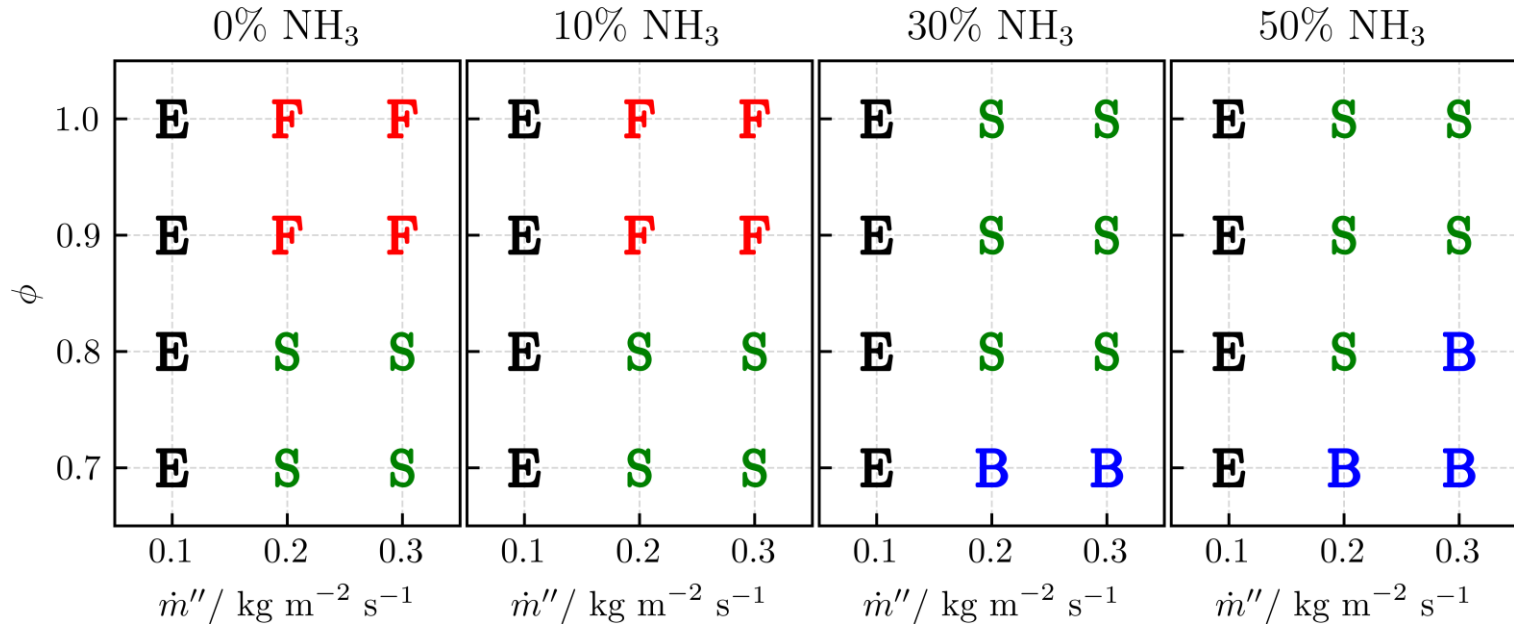 0% NH₃ 10% NH₃ 30% NH₃ 50% NH₃
1.0 E F F E F F E S S E S S
0.9 E F F E F F E S S E S S
ϕ
0.8 E S S E S S E S S E S B
0.7 E S S E S S E B B E B B
0.1 0.2 0.3 0.1 0.2 0.3 0.1 0.2 0.3 0.1 0.2 0.3
ṁ″/ kg m⁻² s⁻¹ ṁ″/ kg m⁻² s⁻¹ ṁ″/ kg m⁻² s⁻¹ ṁ″/ kg m⁻² s⁻¹